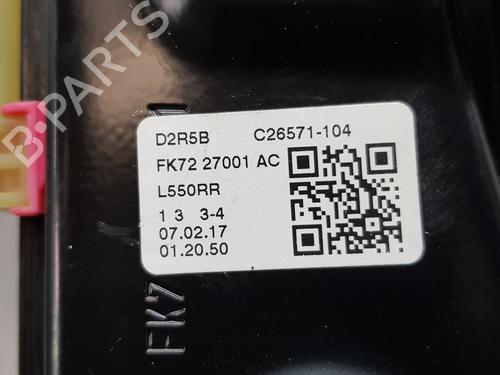 D2R5B C26571-104
FK72 27001 AC
L550RR
1 3 3-4
07.02.17
01.20.50
FK7
B-PARTS